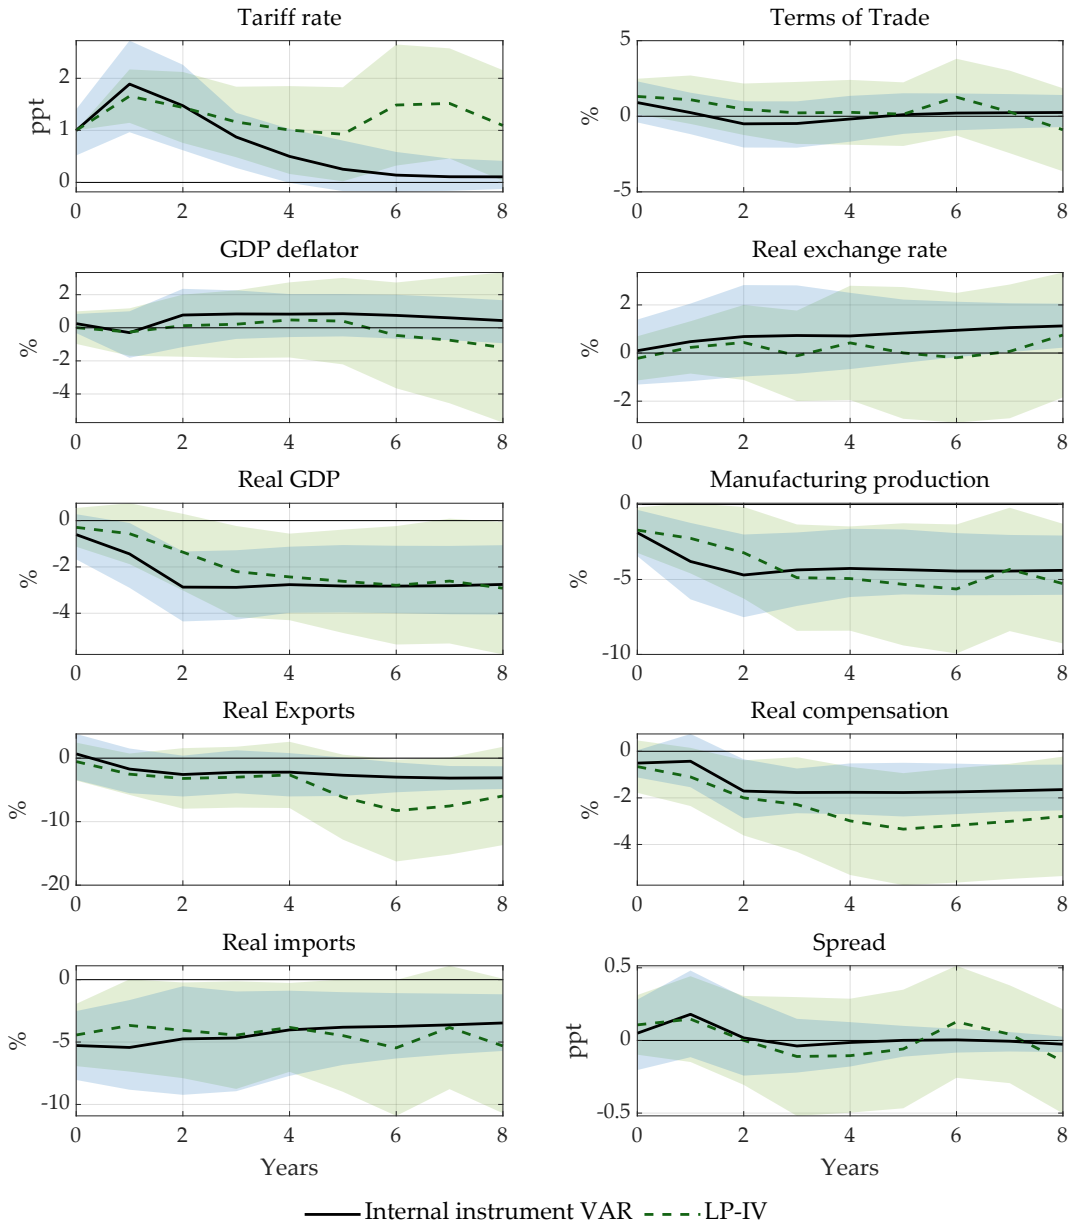 Tariff rate
ppt
2
1
0
0 2 4 6 8
Terms of Trade
%
5
0
-5
0 2 4 6 8
GDP deflator
%
2
0
-2
-4
0 2 4 6 8
Real exchange rate
%
2
0
-2
0 2 4 6 8
Real GDP
%
0
-2
-4
0 2 4 6 8
Manufacturing production
%
0
-5
-10
0 2 4 6 8
Real Exports
%
0
-10
-20
0 2 4 6 8
Real compensation
%
0
-2
-4
0 2 4 6 8
Real imports
%
0
-5
-10
0 2 4 6 8
Years
Spread
ppt
0.5
0
-0.5
0 2 4 6 8
Years
Internal instrument VAR LP-IV